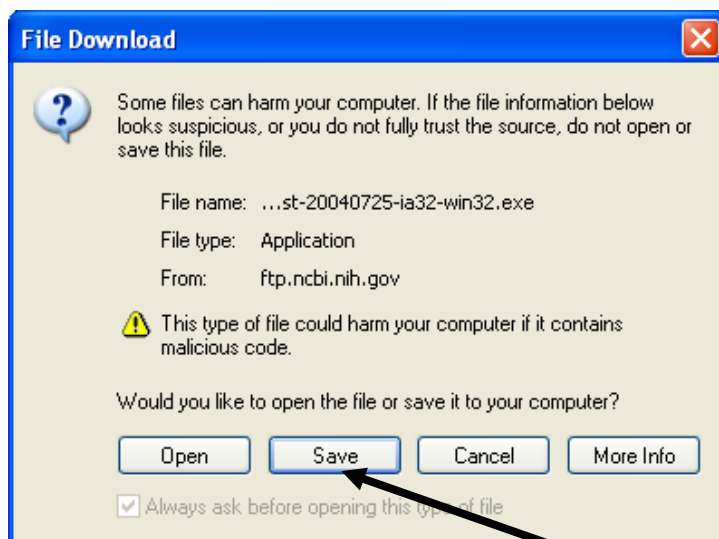 File Download
Some files can harm your computer. If the file information below
looks suspicious, or you do not fully trust the source, do not open or
save this file.
File name: ...st-20040725-ia32-win32.exe
File type: Application
From: ftp.ncbi.nih.gov
This type of file could harm your computer if it contains
malicious code.
Would you like to open the file or save it to your computer?
Open Save Cancel More Info
Always ask before opening this type of file